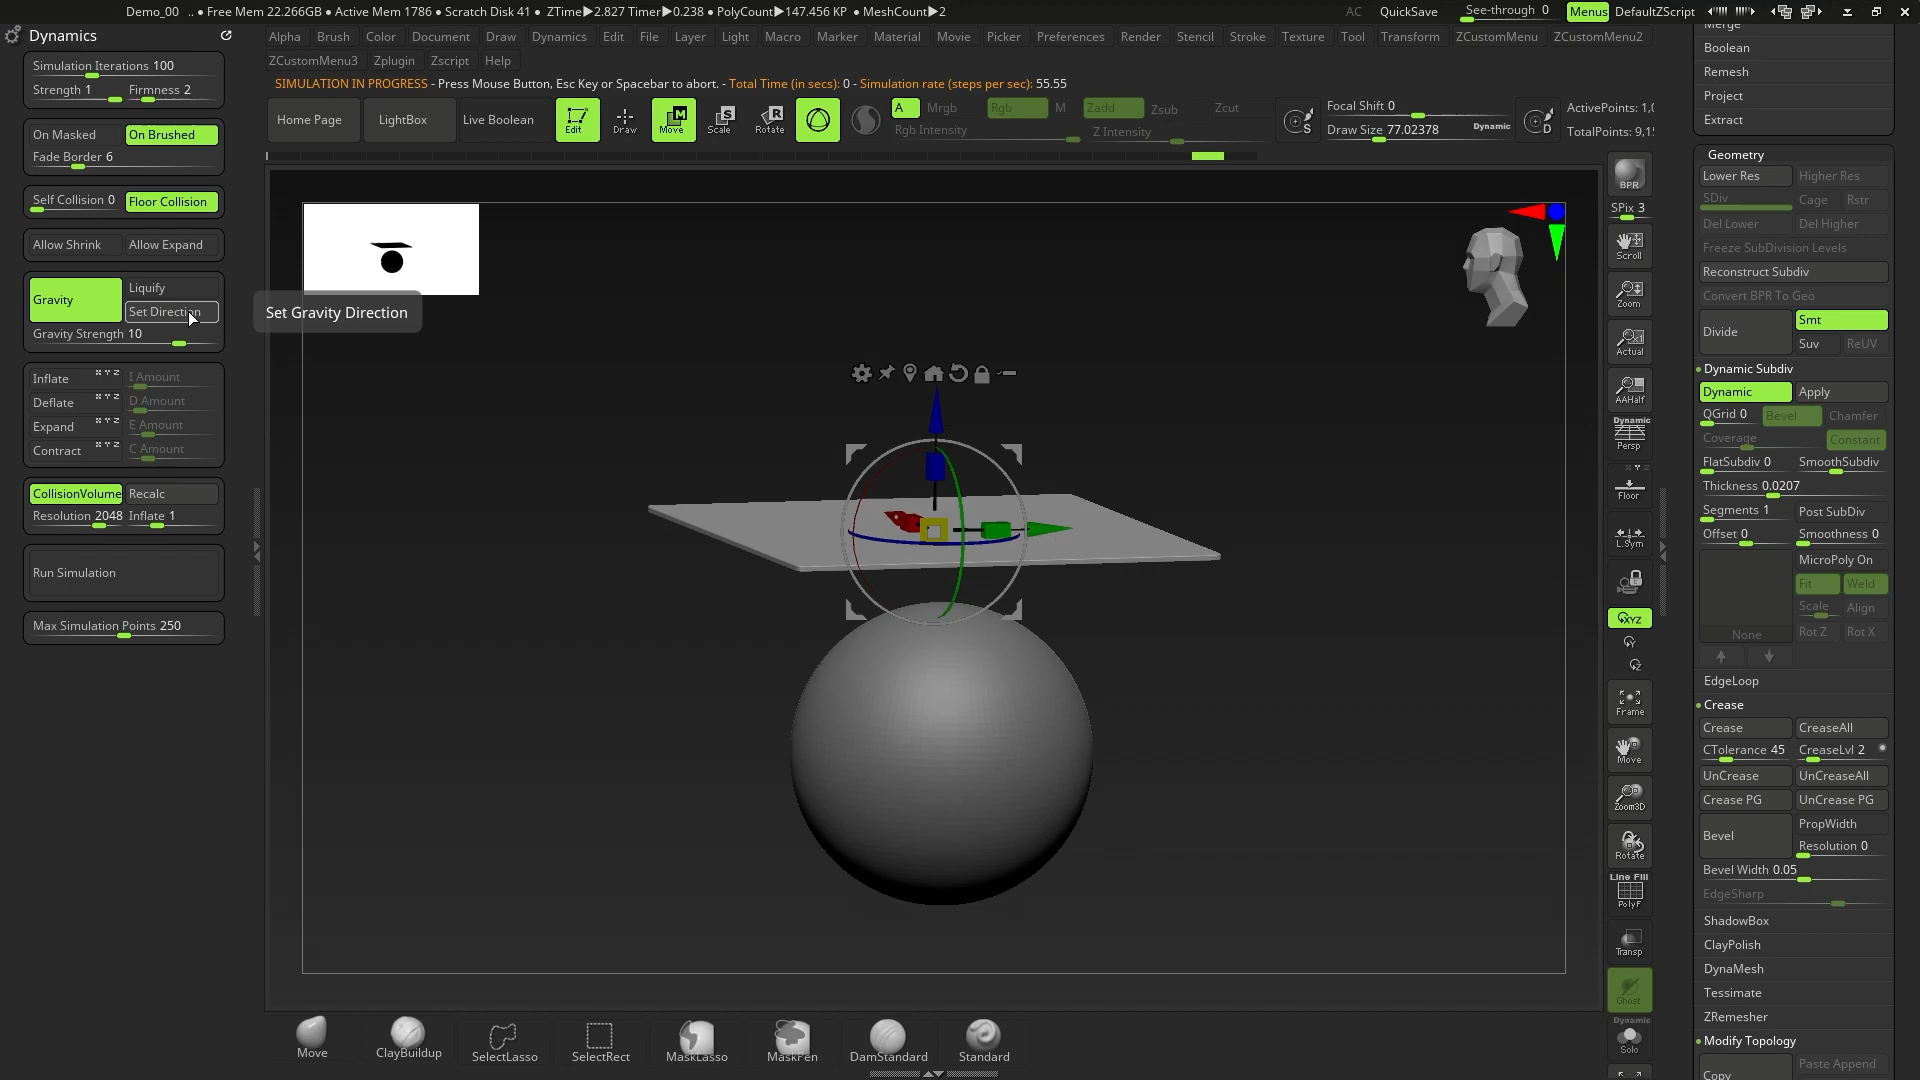 Demo_00 .. • Free Mem 22.266GB • Active Mem 1786 • Scratch Disk 41 • ZTime▶2.827 Timer▶0.238 • PolyCount▶147.456 KP • MeshCount▶2 AC QuickSave See-through 0 Menus DefaultZScript
Dynamics
Simulation Iterations 100
Strength 1 Firmness 2
On Masked On Brushed
Fade Border 6
Self Collision 0 Floor Collision
Allow Shrink Allow Expand
Gravity Liquify
Set Direction
Gravity Strength 10
Inflate x Y z I Amount
Deflate x Y z D Amount
Expand x Y z E Amount
Contract x Y z C Amount
CollisionVolume Recalc
Resolution 2048 Inflate 1
Run Simulation
Max Simulation Points 250
Alpha Brush Color Document Draw Dynamics Edit File Layer Light Macro Marker Material Movie Picker Preferences Render Stencil Stroke Texture Tool Transform ZCustomMenu ZCustomMenu2
ZCustomMenu3 Zplugin Zscript Help
SIMULATION IN PROGRESS - Press Mouse Button, Esc Key or Spacebar to abort. - Total Time (in secs): 0 - Simulation rate (steps per sec): 55.55
Home Page LightBox Live Boolean Edit Draw Move Scale Rotate
M S R
A Mrgb Rgb M Zadd Zsub Zcut
Rgb Intensity Z Intensity
S Focal Shift 0
Draw Size 77.02378 Dynamic
D ActivePoints: 1,0
TotalPoints: 9,15
Set Gravity Direction
BPR
SPix 3
Scroll
Zoom
Actual
AAHalf
Dynamic
Persp
Floor
L.Sym
XYZ
Y
Z
Frame
Move
Zoom3D
Rotate
Line Fill
PolyF
Transp
Ghost
Dynamic
Solo
Merge
Boolean
Remesh
Project
Extract
Geometry
Lower Res Higher Res
SDiv Cage Rstr
Del Lower Del Higher
Freeze SubDivision Levels
Reconstruct Subdiv
Convert BPR To Geo
Divide Smt
Suv ReUV
Dynamic Subdiv
Dynamic Apply
QGrid 0 Bevel Chamfer
Coverage Constant
FlatSubdiv 0 SmoothSubdiv
Thickness 0.0207
Segments 1 Post SubDiv
Offset 0 Smoothness 0
MicroPoly On
Fit Weld
Scale Align
None Rot Z Rot X
EdgeLoop
Crease
Crease CreaseAll
CTolerance 45 CreaseLvl 2
UnCrease UnCreaseAll
Crease PG UnCrease PG
Bevel PropWidth
Resolution 0
Bevel Width 0.05
EdgeSharp
ShadowBox
ClayPolish
DynaMesh
Tessimate
ZRemesher
Modify Topology
Copy Paste Append
Move ClayBuildup SelectLasso SelectRect MaskLasso MaskPen DamStandard Standard